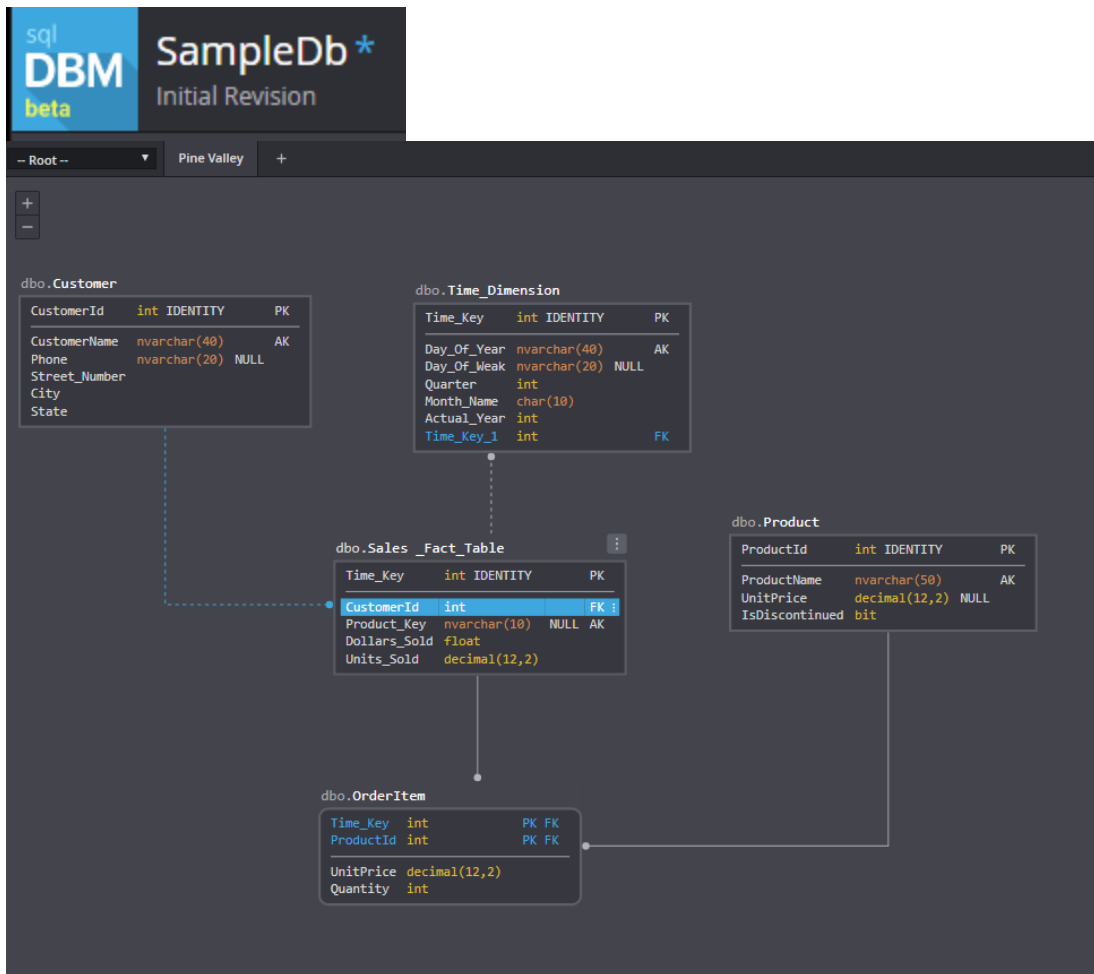 sql
DBM
beta
SampleDb *
Initial Revision
-- Root -- ▼ Pine Valley +
+
−
dbo.Customer
CustomerId int IDENTITY PK
CustomerName nvarchar(40) AK
Phone nvarchar(20) NULL
Street_Number
City
State
dbo.Time_Dimension
Time_Key int IDENTITY PK
Day_Of_Year nvarchar(40) AK
Day_Of_Weak nvarchar(20) NULL
Quarter int
Month_Name char(10)
Actual_Year int
Time_Key_1 int FK
dbo.Sales _Fact_Table
Time_Key int IDENTITY PK
CustomerId int FK
Product_Key nvarchar(10) NULL AK
Dollars_Sold float
Units_Sold decimal(12,2)
dbo.Product
ProductId int IDENTITY PK
ProductName nvarchar(50) AK
UnitPrice decimal(12,2) NULL
IsDiscontinued bit
dbo.OrderItem
Time_Key int PK FK
ProductId int PK FK
UnitPrice decimal(12,2)
Quantity int